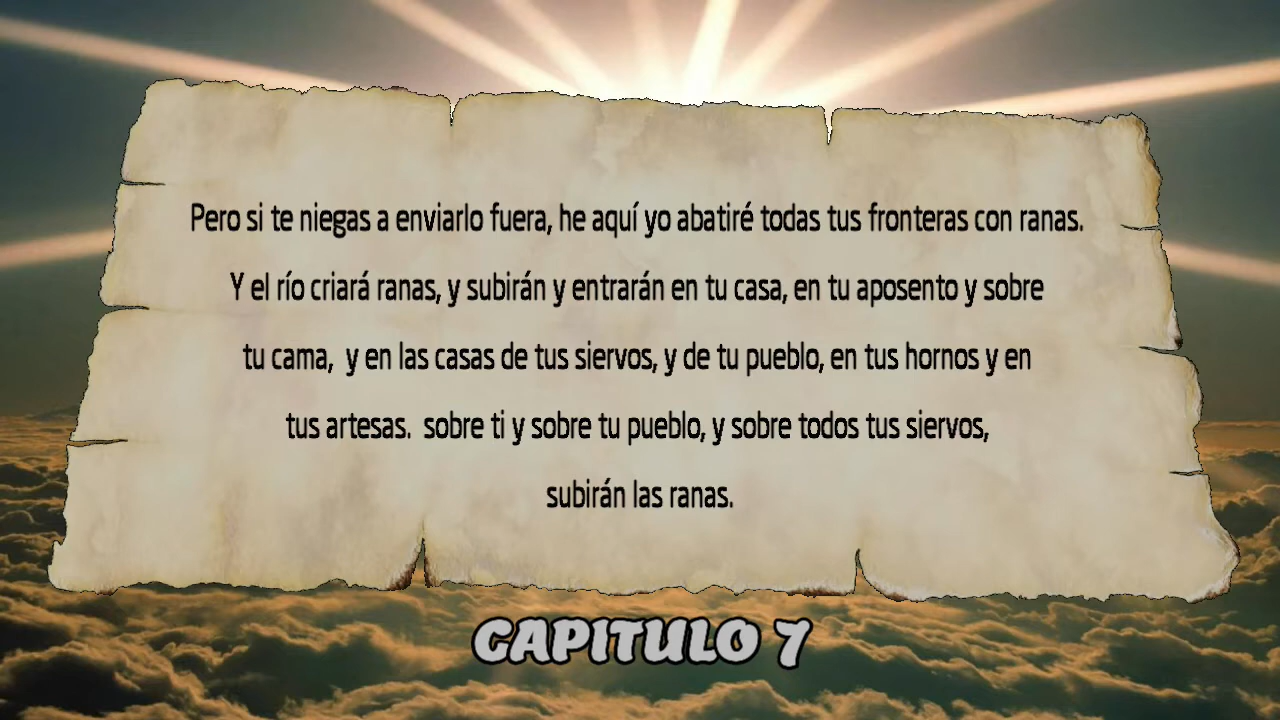 Pero si te niegas a enviarlo fuera, he aquí yo abatiré todas tus fronteras con ranas.
Y el río criará ranas, y subirán y entrarán en tu casa, en tu aposento y sobre
tu cama,  y en las casas de tus siervos, y de tu pueblo, en tus hornos y en
tus artesas.  sobre ti y sobre tu pueblo, y sobre todos tus siervos,
subirán las ranas.
CAPITULO 7